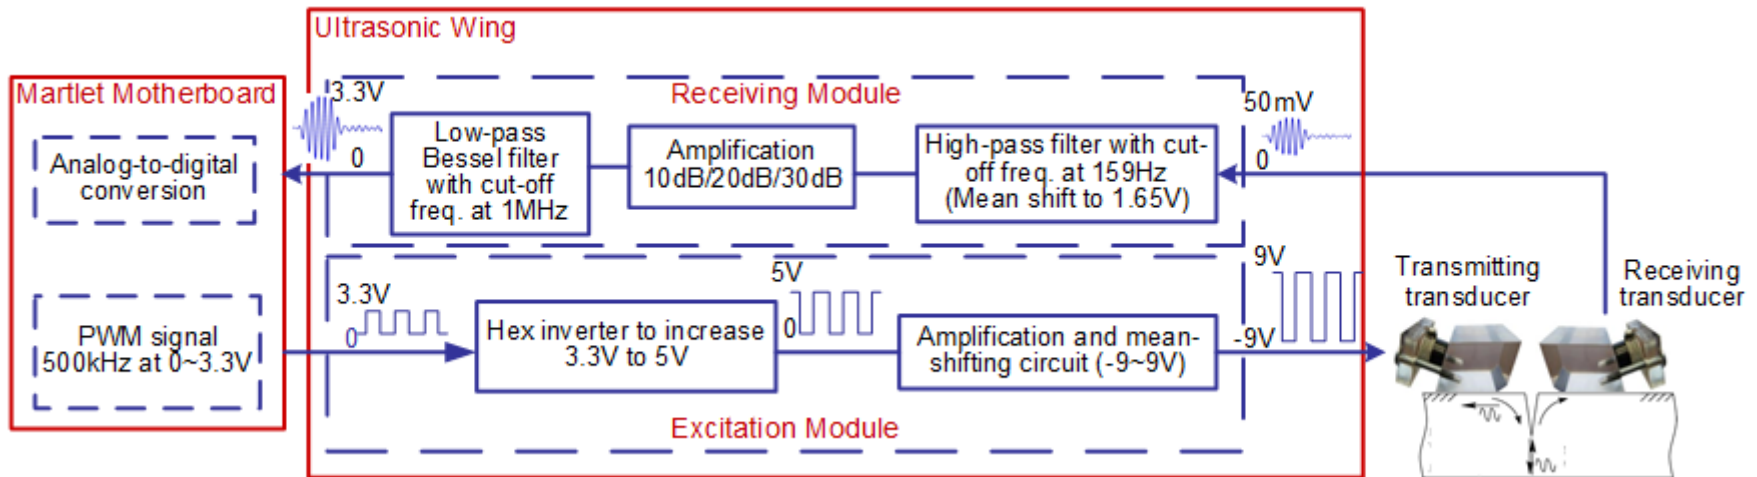 Ultrasonic Wing
Martlet Motherboard
Analog-to-digital
conversion
PWM signal
500kHz at 0~3.3V
Receiving Module
3.3V
0
Low-pass
Bessel filter
with cut-off
freq. at 1MHz
Amplification
10dB/20dB/30dB
High-pass filter with cut-
off freq. at 159Hz
(Mean shift to 1.65V)
50mV
0
3.3V
0
Hex inverter to increase
3.3V to 5V
5V
0
Amplification and mean-
shifting circuit (-9~9V)
9V
-9V
Excitation Module
Transmitting
transducer
Receiving
transducer